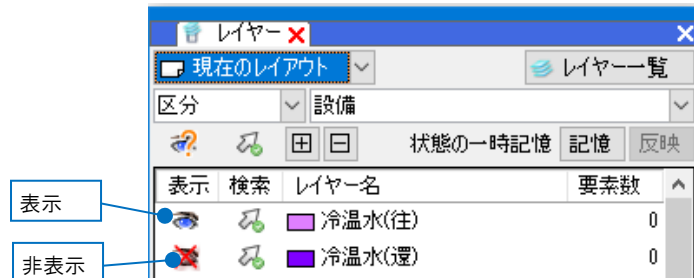 レイヤー
現在のレイアウト
レイヤー一覧
区分
設備
状態の一時記憶 記憶 反映
表示 検索 レイヤー名 要素数
表示
冷温水(往) 0
非表示
冷温水(還) 0